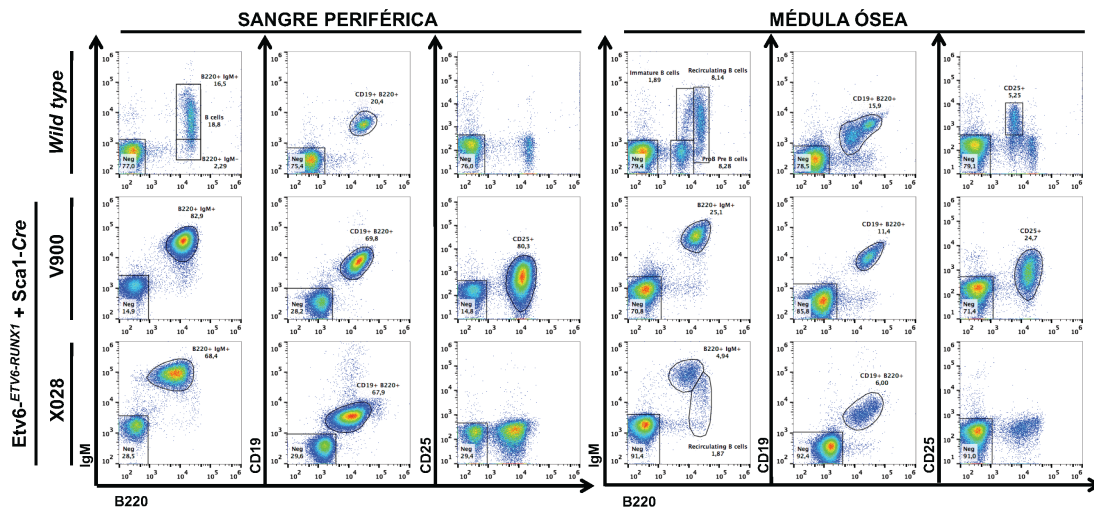 SANGRE PERIFÉRICA
MÉDULA ÓSEA
Wild type
B220+ IgM+
16,5
B cells
18,8
B220+ IgM-
2,29
Neg
77,0
CD19+ B220+
20,4
Neg
75,4
Neg
76,0
Immature B cells
1,89
Recirculating B cells
8,14
ProB Pre B cells
8,28
Neg
79,4
CD19+ B220+
15,9
Neg
78,5
CD25+
5,25
Neg
79,1
Etv6-ETV6-RUNX1 + Sca1-Cre
V900
B220+ IgM+
82,9
Neg
14,9
CD19+ B220+
69,8
Neg
28,2
CD25+
80,3
Neg
14,8
B220+ IgM+
25,1
Neg
70,8
CD19+ B220+
11,4
Neg
85,8
CD25+
24,7
Neg
71,4
X028
B220+ IgM+
68,4
Neg
28,5
CD19+ B220+
67,9
Neg
29,6
Neg
29,4
B220+ IgM+
4,94
Recirculating B cells
1,87
Neg
91,4
CD19+ B220+
6,00
Neg
92,4
Neg
91,0
IgM
CD19
CD25
IgM
CD19
CD25
B220
B220